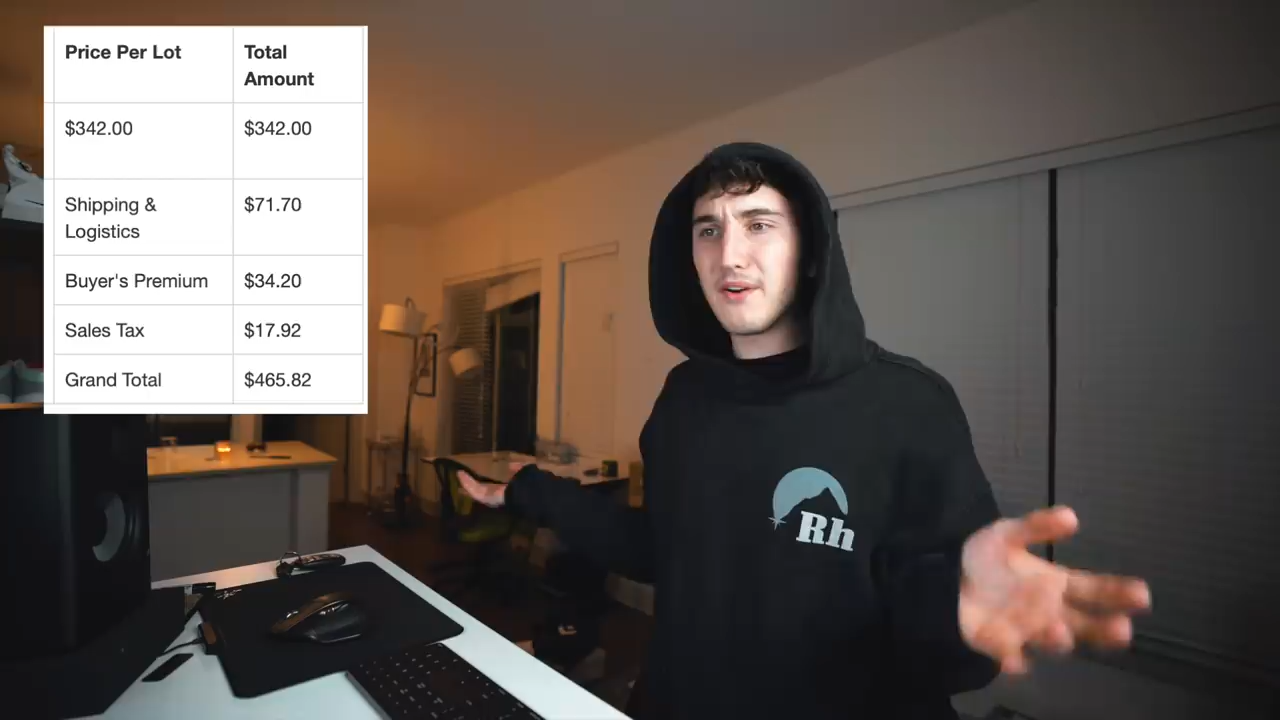 Price Per Lot Total
Amount
$342.00 $342.00
Shipping & $71.70
Logistics
Buyer's Premium $34.20
Sales Tax $17.92
Grand Total $465.82
Rh